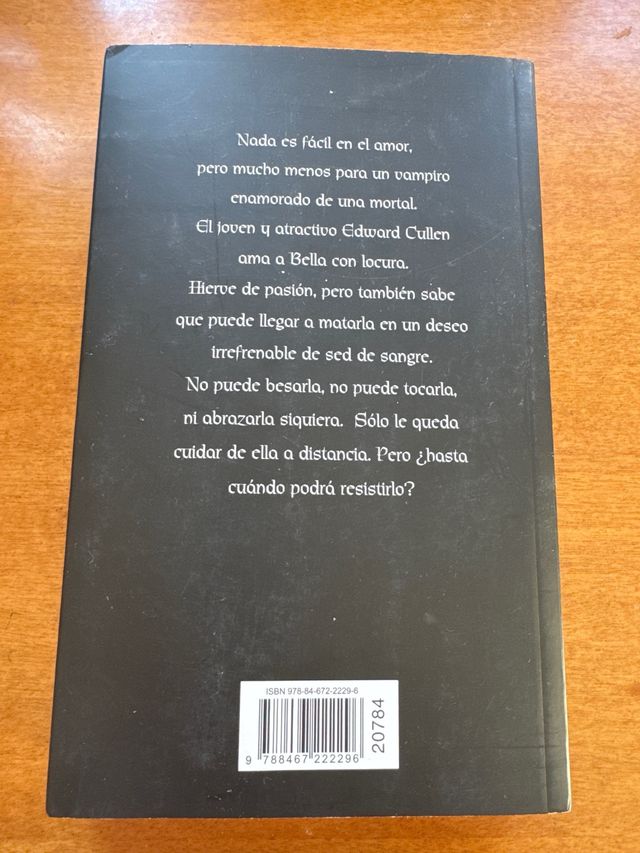 Nada es fácil en el amor,
pero mucho menos para un vampiro
enamorado de una mortal.
El joven y atractivo Edward Cullen
ama a Bella con locura.
Hierve de pasión, pero también sabe
que puede llegar a matarla en un deseo
irrefrenable de sed de sangre.
No puede besarla, no puede tocarla,
ni abrazarla siquiera. Sólo le queda
cuidar de ella a distancia. Pero ¿hasta
cuándo podrá resistirlo?
ISBN 978-84-672-2229-6
20784
9 788467 222296